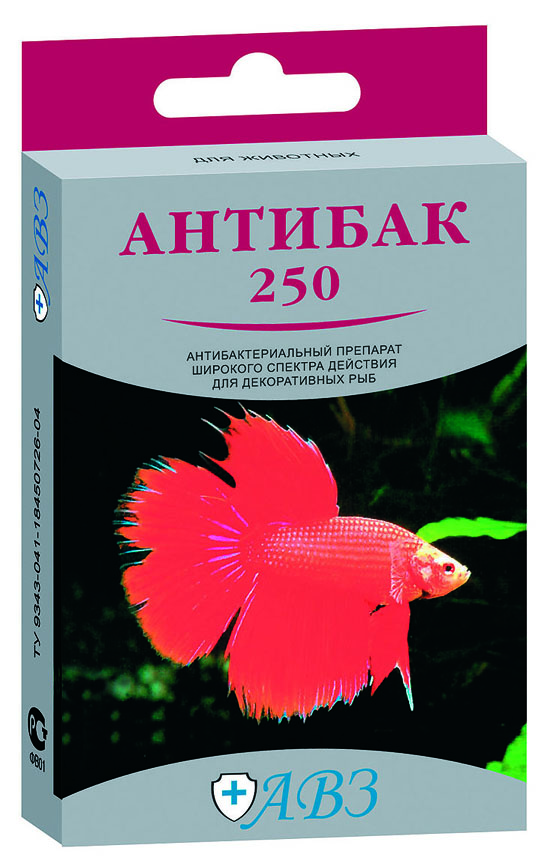 ДЛЯ ЖИВОТНЫХ
АНТИБАК
250
АНТИБАКТЕРИАЛЬНЫЙ ПРЕПАРАТ
ШИРОКОГО СПЕКТРА ДЕЙСТВИЯ
ДЛЯ ДЕКОРАТИВНЫХ РЫБ
АВЗ
АВЗ
ТУ 9343-041-18450726-04
ФВ01